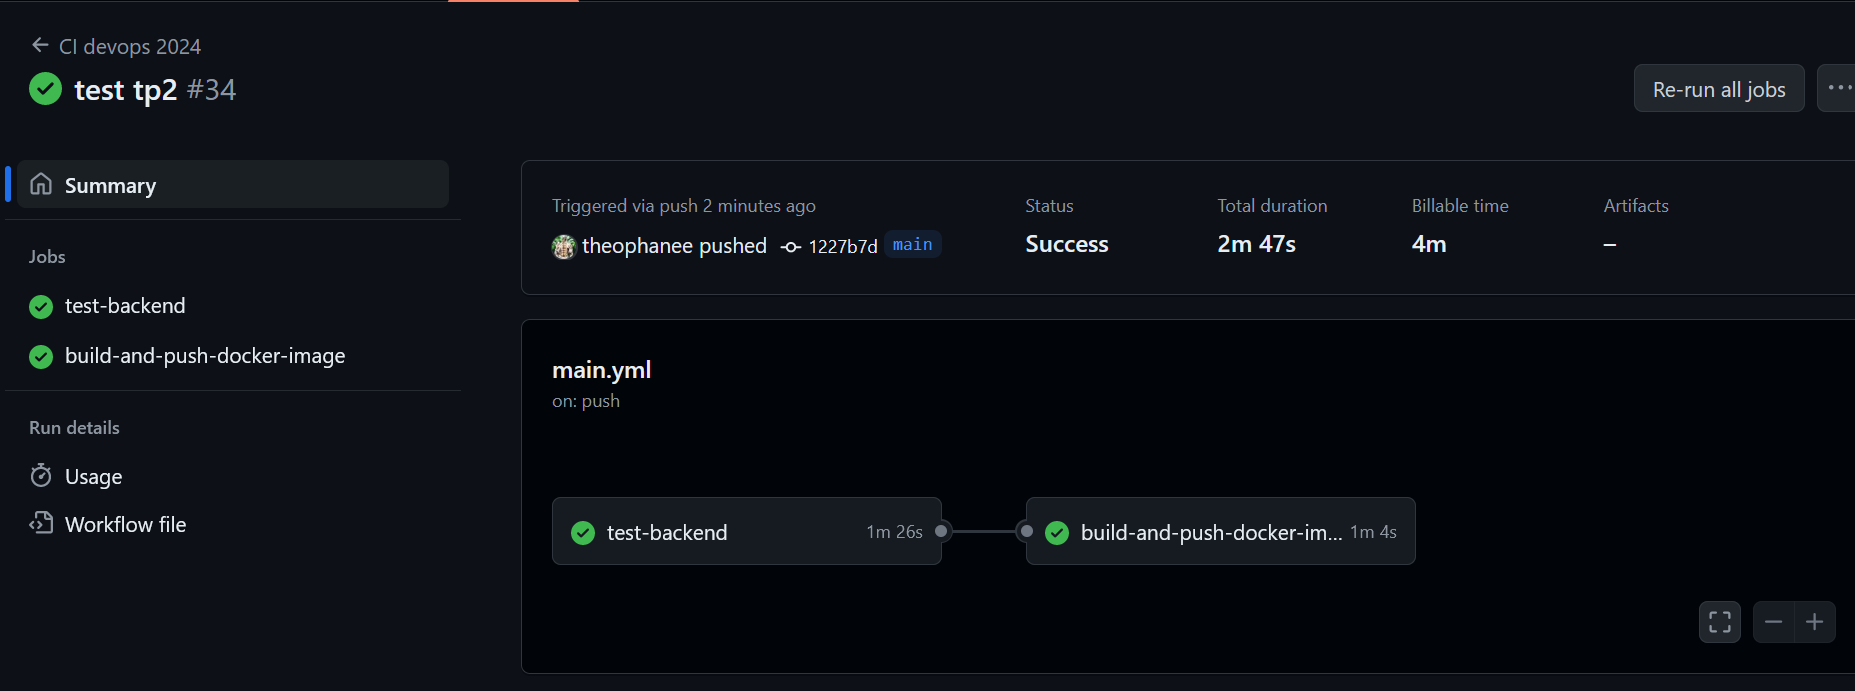 CI devops 2024
test tp2 #34
Re-run all jobs
Summary
Jobs
test-backend
build-and-push-docker-image
Run details
Usage
Workflow file
Triggered via push 2 minutes ago
theophanee pushed 1227b7d main
Status
Success
Total duration
2m 47s
Billable time
4m
Artifacts
–
main.yml
on: push
test-backend 1m 26s
build-and-push-docker-im... 1m 4s